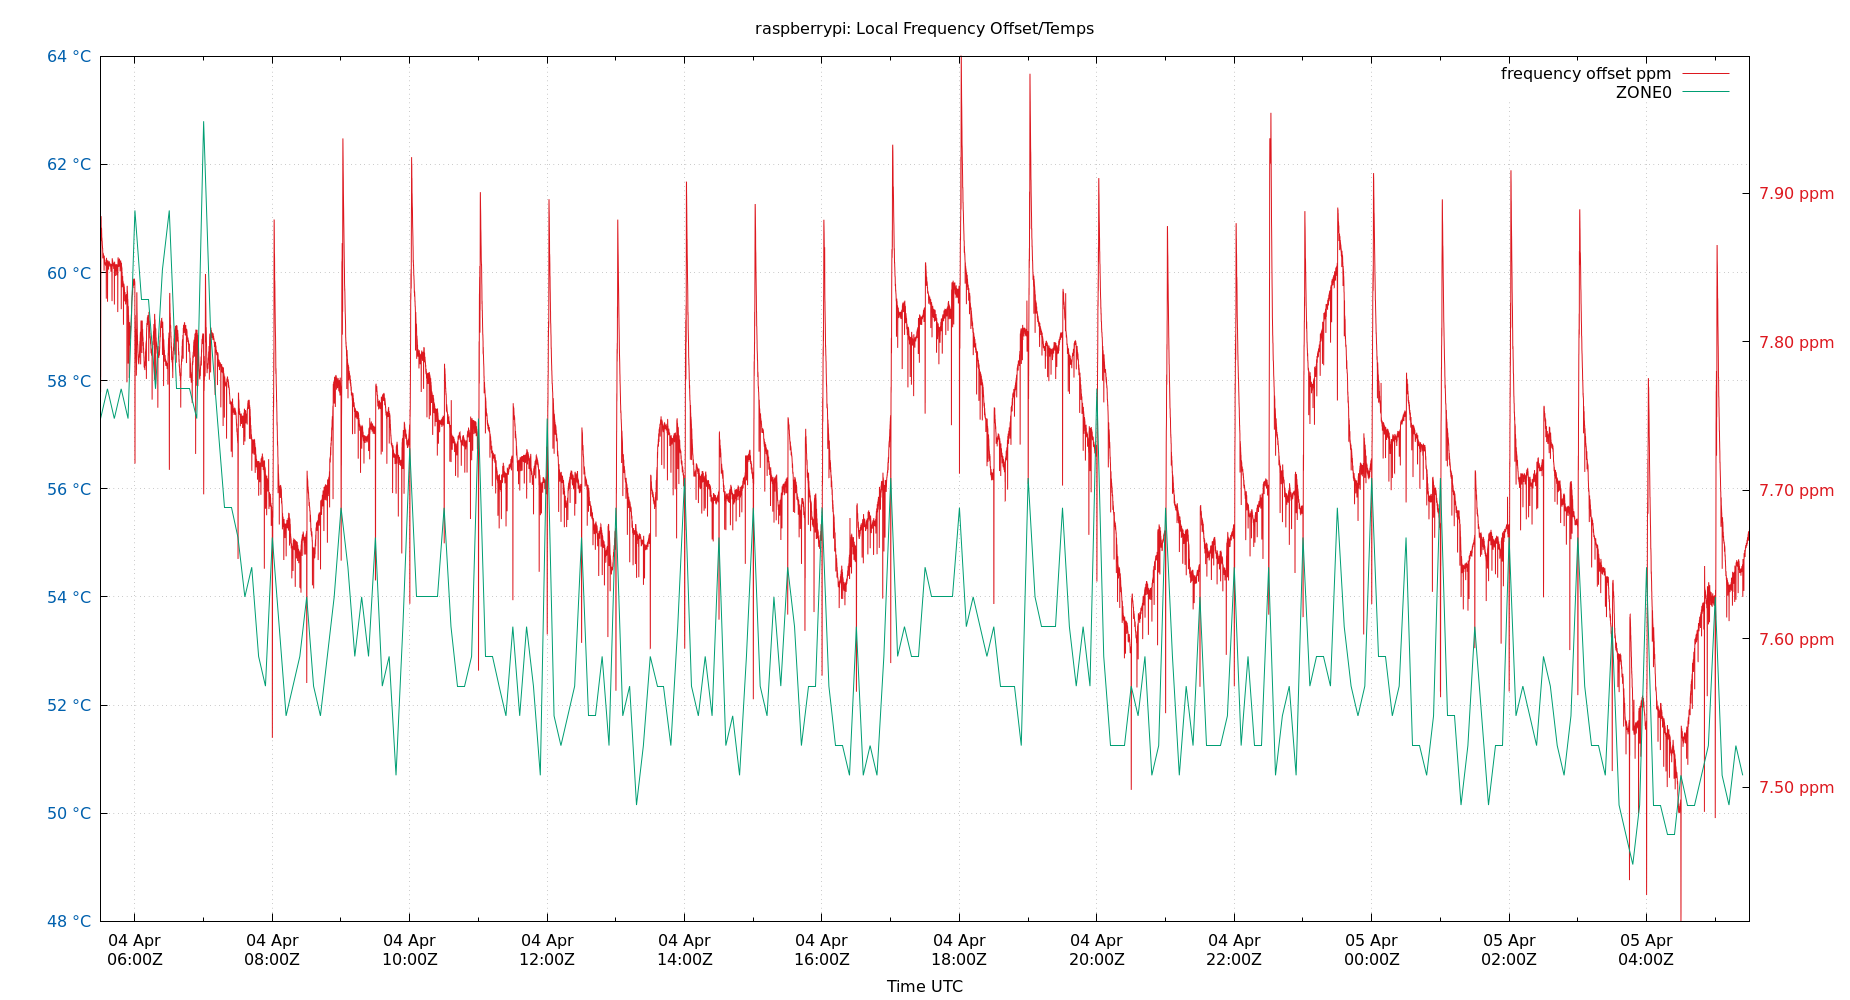 raspberrypi: Local Frequency Offset/Temps
frequency offset ppm
ZONE0
64 °C
62 °C
60 °C
58 °C
56 °C
54 °C
52 °C
50 °C
48 °C
7.90 ppm
7.80 ppm
7.70 ppm
7.60 ppm
7.50 ppm
04 Apr 04 Apr 04 Apr 04 Apr 04 Apr 04 Apr 04 Apr 04 Apr 04 Apr 05 Apr 05 Apr 05 Apr
06:00Z 08:00Z 10:00Z 12:00Z 14:00Z 16:00Z 18:00Z 20:00Z 22:00Z 00:00Z 02:00Z 04:00Z
Time UTC